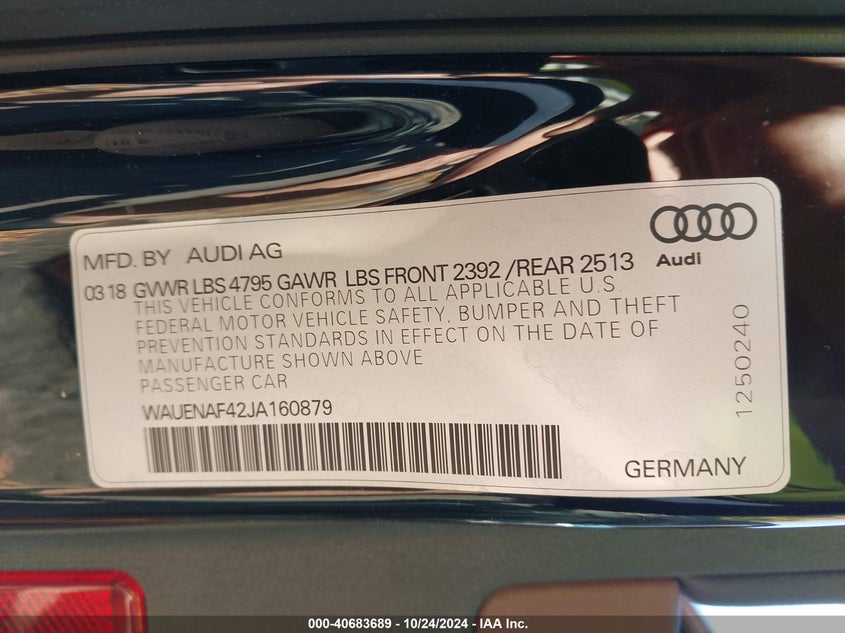 MFD. BY AUDI AG
Audi
03 18 GVWR LBS 4795 GAWR LBS FRONT 2392 /REAR 2513
THIS VEHICLE CONFORMS TO ALL APPLICABLE U.S.
FEDERAL MOTOR VEHICLE SAFETY, BUMPER AND THEFT
PREVENTION STANDARDS IN EFFECT ON THE DATE OF
MANUFACTURE SHOWN ABOVE
PASSENGER CAR
WAUENAF42JA160879
1250240
GERMANY
000-40683689 - 10/24/2024 - IAA Inc.